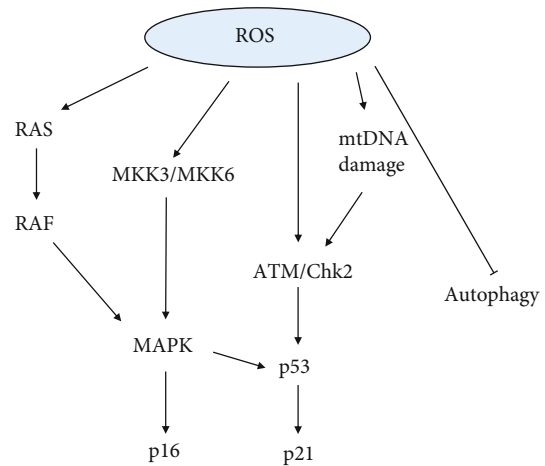 ROS
RAS
mtDNA
damage
MKK3/MKK6
RAF
ATM/Chk2
Autophagy
MAPK
p53
p16
p21